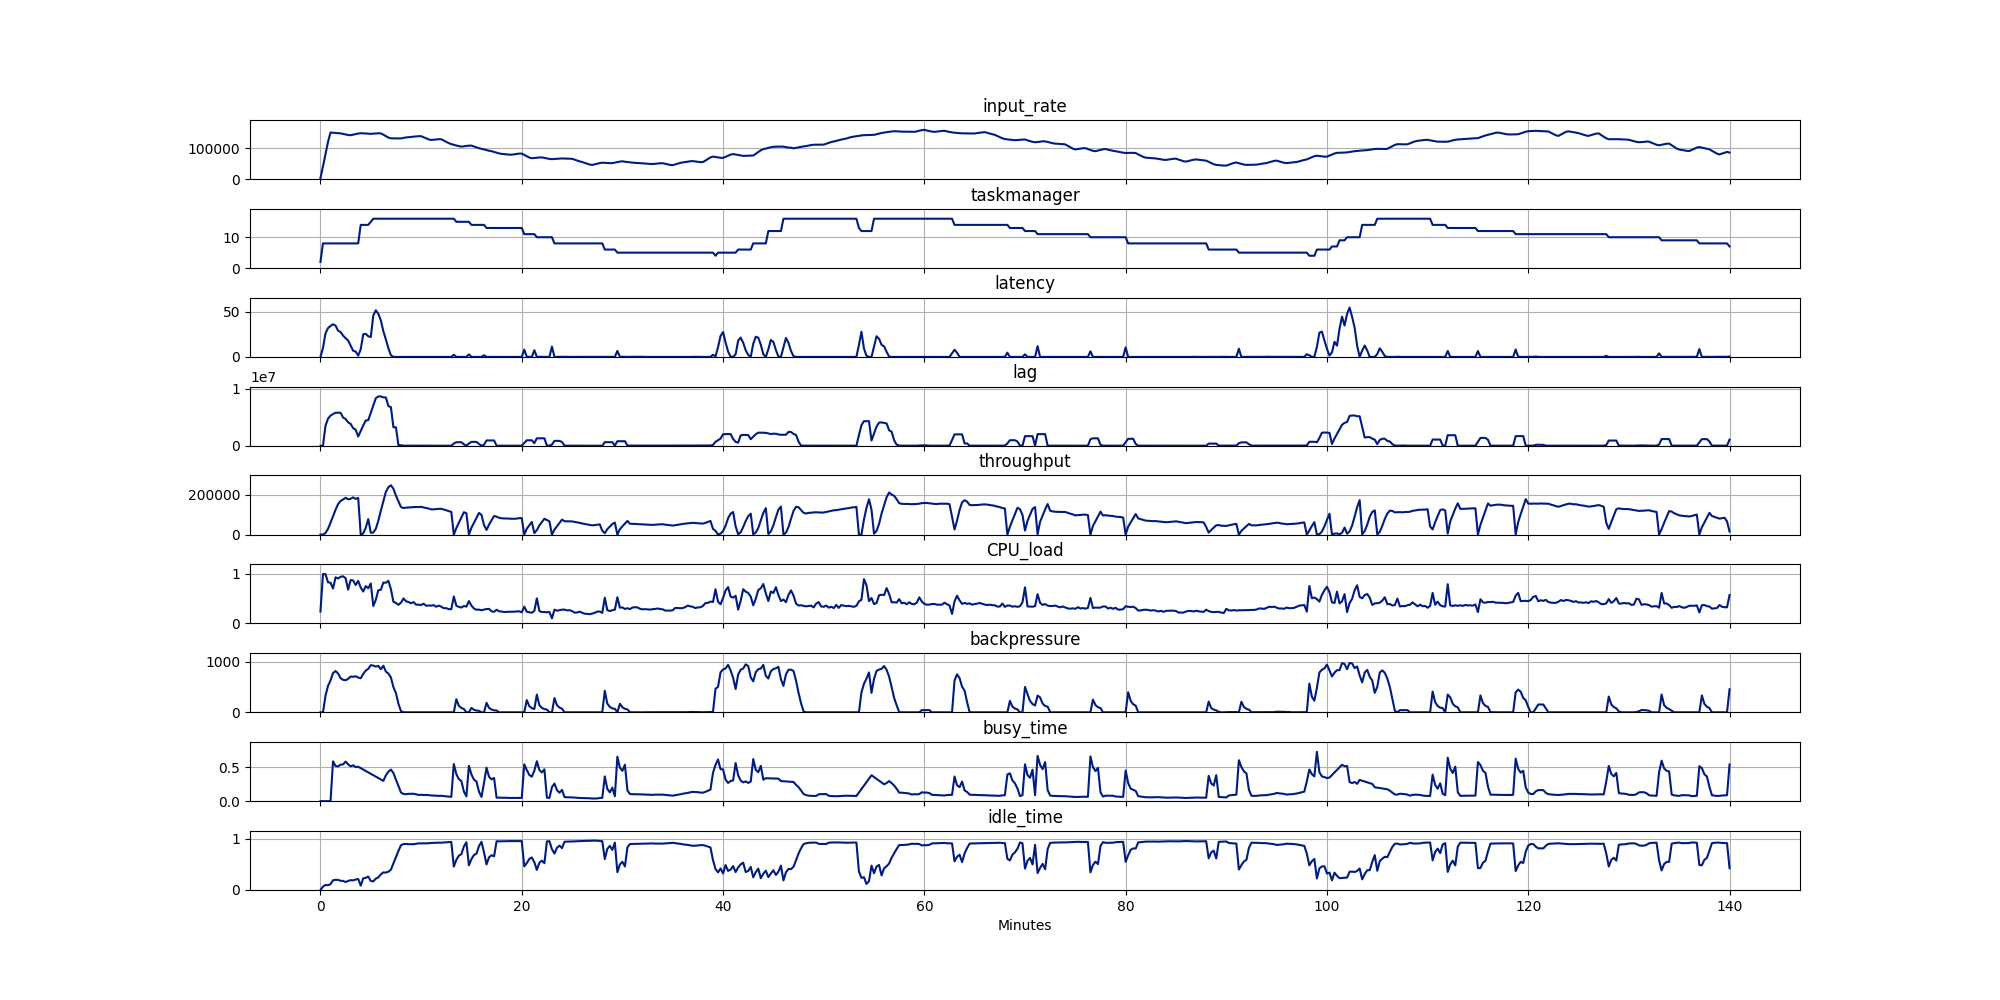 input_rate
100000
0
taskmanager
10
0
latency
50
0
lag
1e7
1
0
throughput
200000
0
CPU_load
1
0
backpressure
1000
0
busy_time
0.5
0.0
idle_time
1
0
0 20 40 60 80 100 120 140
Minutes